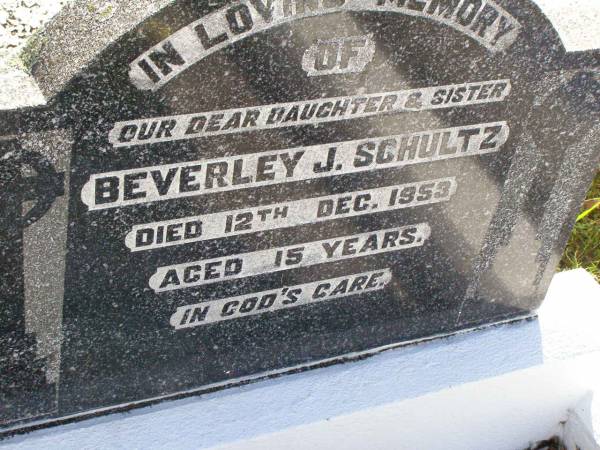 IN LOVING MEMORY
OF
OUR DEAR DAUGHTER & SISTER
BEVERLEY J. SCHULTZ
DIED 12TH DEC. 1953
AGED 15 YEARS.
IN GOD'S CARE.